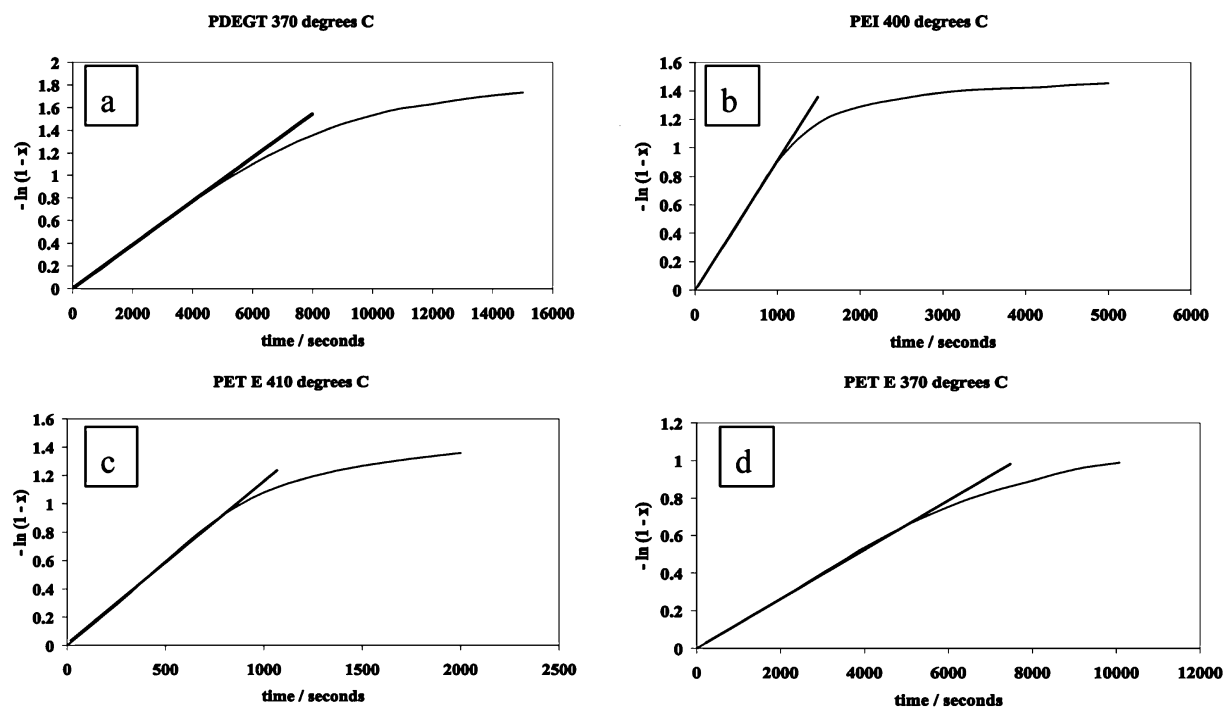 PDEGT 370 degrees C
a
2
1.8
1.6
1.4
1.2
1
0.8
0.6
0.4
0.2
0
- ln (1 - x)
0 2000 4000 6000 8000 10000 12000 14000 16000
time / seconds
PEI 400 degrees C
b
1.6
1.4
1.2
1
0.8
0.6
0.4
0.2
0
- ln (1 - x)
0 1000 2000 3000 4000 5000 6000
time / seconds
PET E 410 degrees C
c
1.6
1.4
1.2
1
0.8
0.6
0.4
0.2
0
- ln (1 - x)
0 500 1000 1500 2000 2500
time / seconds
PET E 370 degrees C
d
1.2
1
0.8
0.6
0.4
0.2
0
- ln (1 - x)
0 2000 4000 6000 8000 10000 12000
time / seconds